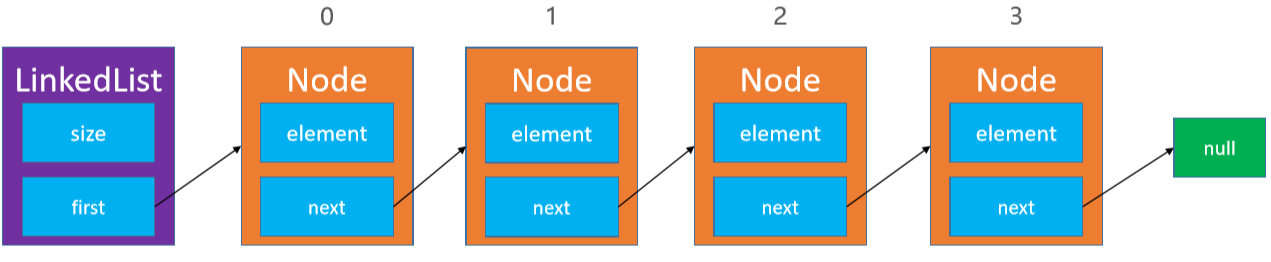 0 1 2 3
LinkedList Node Node Node Node
size element element element element
null
first next next next next